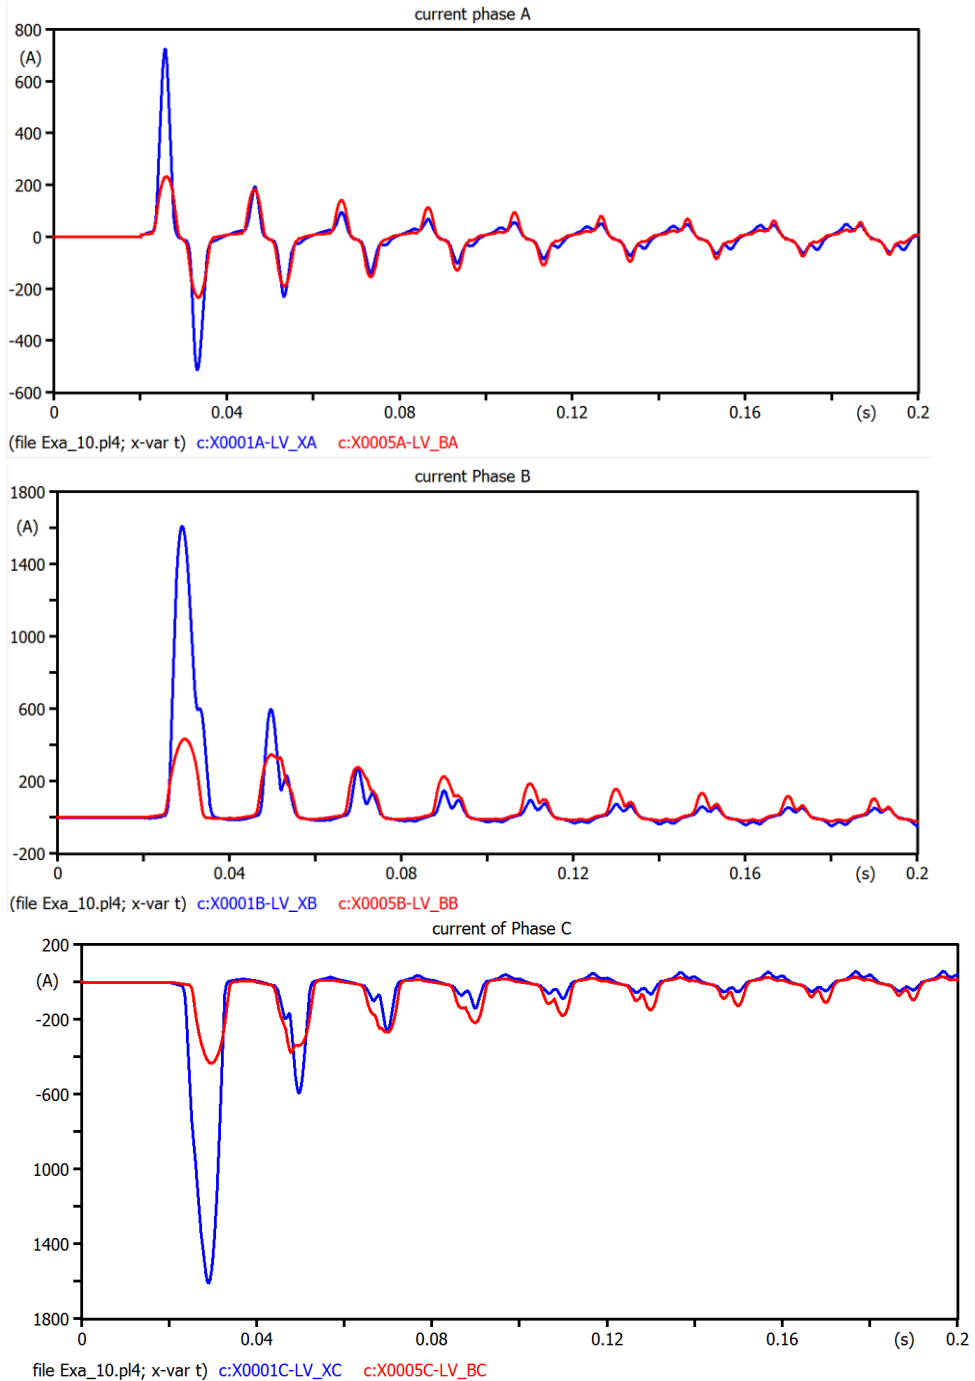 current phase A
800
(A)
600
400
200
0
-200
-400
-600
0 0.04 0.08 0.12 0.16 (s) 0.2
(file Exa_10.pl4; x-var t) c:X0001A-LV_XA c:X0005A-LV_BA
current Phase B
1800
(A)
1400
1000
600
200
-200
0 0.04 0.08 0.12 0.16 (s) 0.2
(file Exa_10.pl4; x-var t) c:X0001B-LV_XB c:X0005B-LV_BB
current of Phase C
200
(A)
-200
-600
1000
1400
1800
0 0.04 0.08 0.12 0.16 (s) 0.2
file Exa_10.pl4; x-var t) c:X0001C-LV_XC c:X0005C-LV_BC